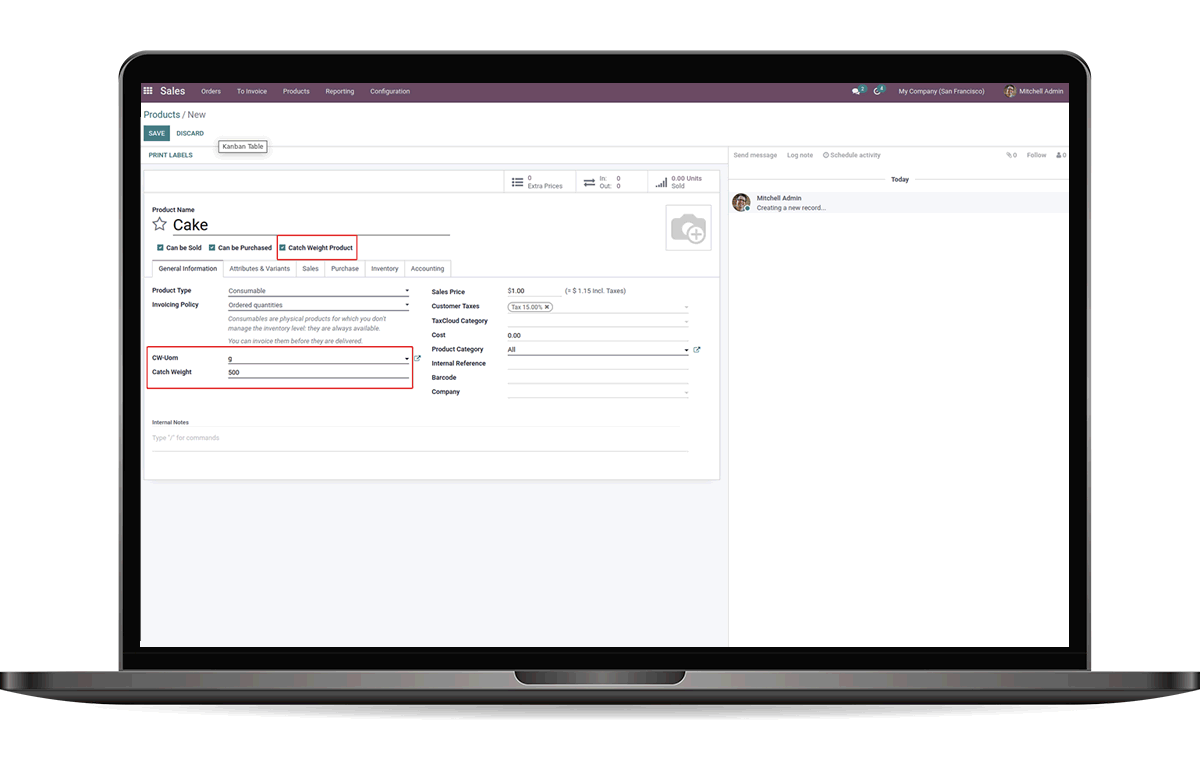 Sales Orders To Invoice Products Reporting Configuration 2 4 My Company (San Francisco) Mitchell Admin
Products / New
SAVE DISCARD
Kanban Table
PRINT LABELS
Send message Log note Schedule activity 0 Follow 0
0 Extra Prices
In: 0
Out: 0
0.00 Units
Sold
Today
Mitchell Admin
Creating a new record...
Product Name
Cake
Can be Sold Can be Purchased Catch Weight Product
General Information Attributes & Variants Sales Purchase Inventory Accounting
Product Type Consumable
Invoicing Policy Ordered quantities
Consumables are physical products for which you don't
manage the inventory level: they are always available.
You can invoice them before they are delivered.
CW-Uom g
Catch Weight 500
Sales Price $1.00 (= $ 1.15 Incl. Taxes)
Customer Taxes Tax 15.00% ×
TaxCloud Category
Cost 0.00
Product Category All
Internal Reference
Barcode
Company
Internal Notes
Type "/" for commands